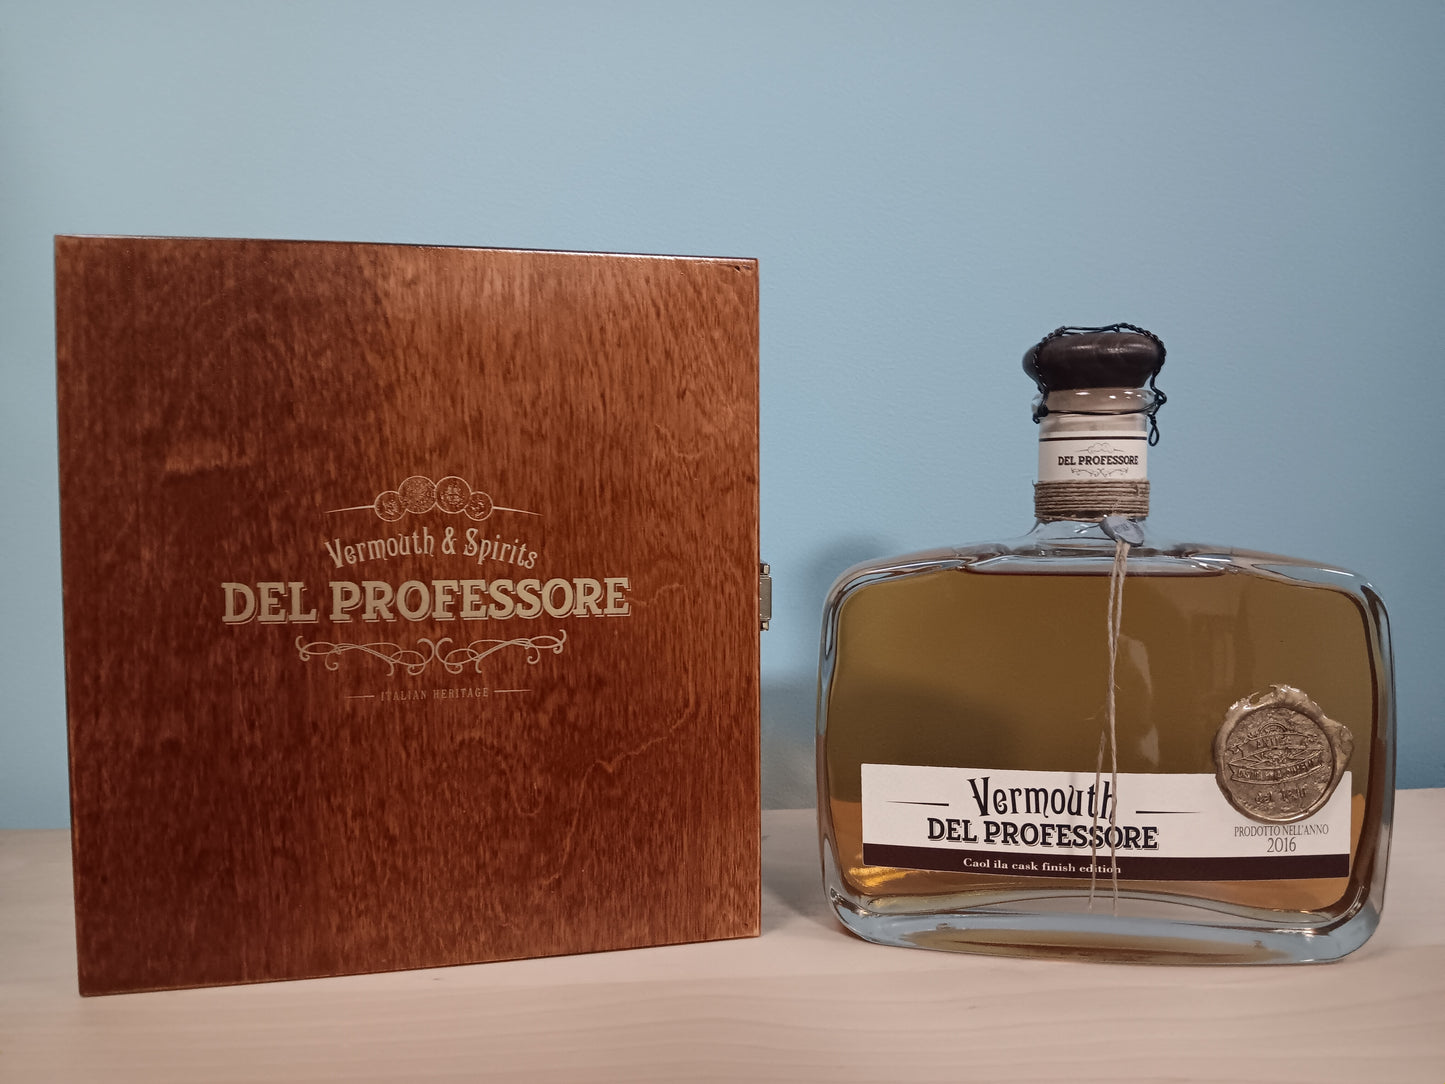 Vermouth & Spirits
DEL PROFESSORE
ITALIAN HERITAGE
DEL PROFESSORE
Vermouth
DEL PROFESSORE
Caol ila cask finish edition
PRODOTTO NELL'ANNO
2016